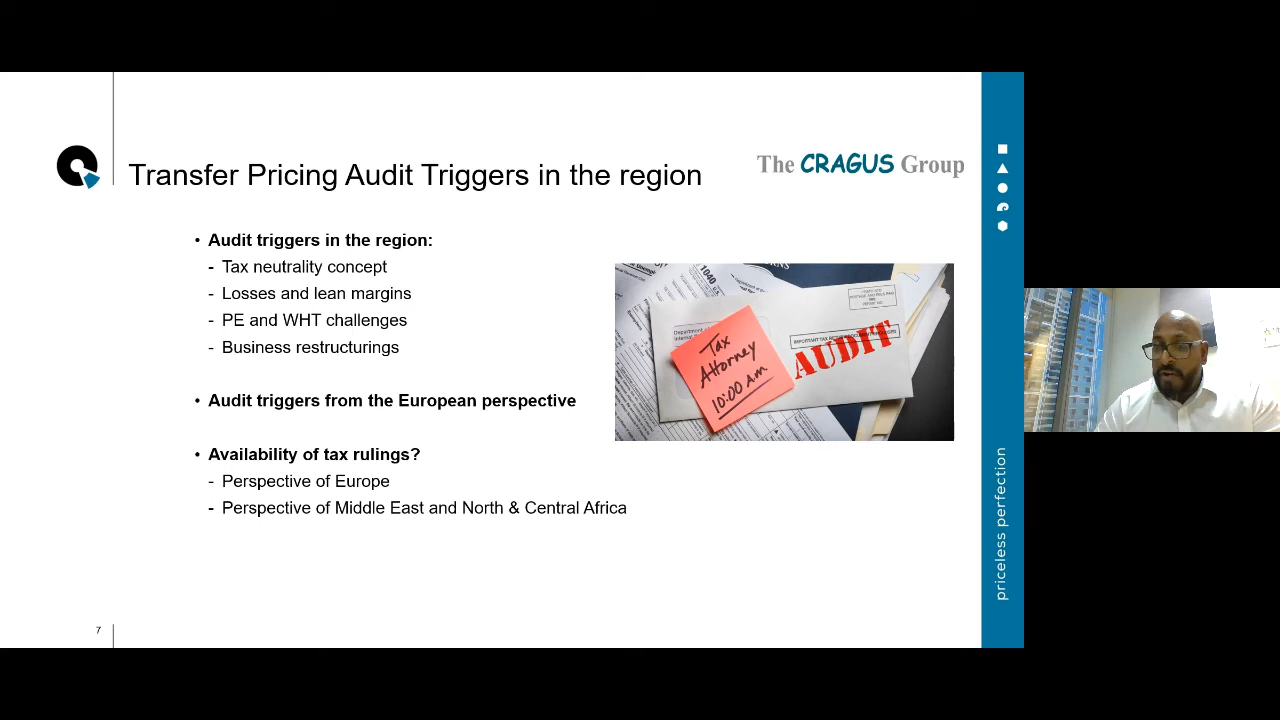 Transfer Pricing Audit Triggers in the region
The CRAGUS Group
• Audit triggers in the region:
- Tax neutrality concept
- Losses and lean margins
- PE and WHT challenges
- Business restructurings
• Audit triggers from the European perspective
• Availability of tax rulings?
- Perspective of Europe
- Perspective of Middle East and North & Central Africa
1040
Tax
Attorney
10:00 A.m
AUDIT
priceless perfection
7